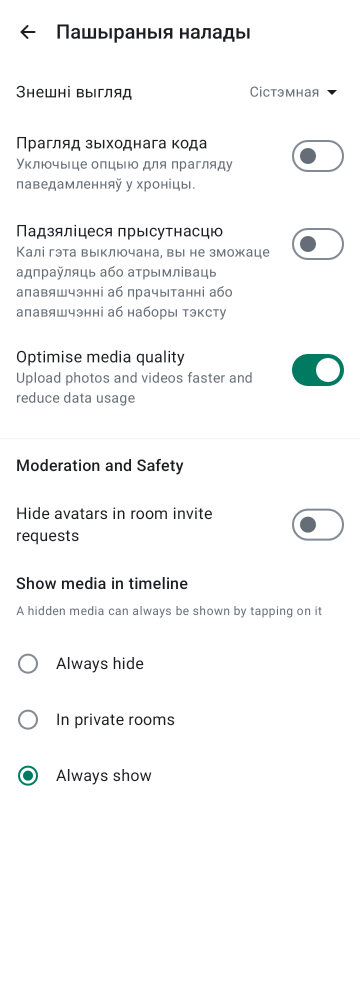 Пашыраныя налады
Знешні выгляд
Сістэмная
Прагляд зыходнага кода
Уключыце опцыю для прагляду
паведамленняў у хроніцы.
Падзяліцеся прысутнасцю
Калі гэта выключана, вы не зможаце
адпраўляць або атрымліваць
апавяшчэнні аб прачытанні або
апавяшчэнні аб наборы тэксту
Optimise media quality
Upload photos and videos faster and
reduce data usage
Moderation and Safety
Hide avatars in room invite
requests
Show media in timeline
A hidden media can always be shown by tapping on it
Always hide
In private rooms
Always show